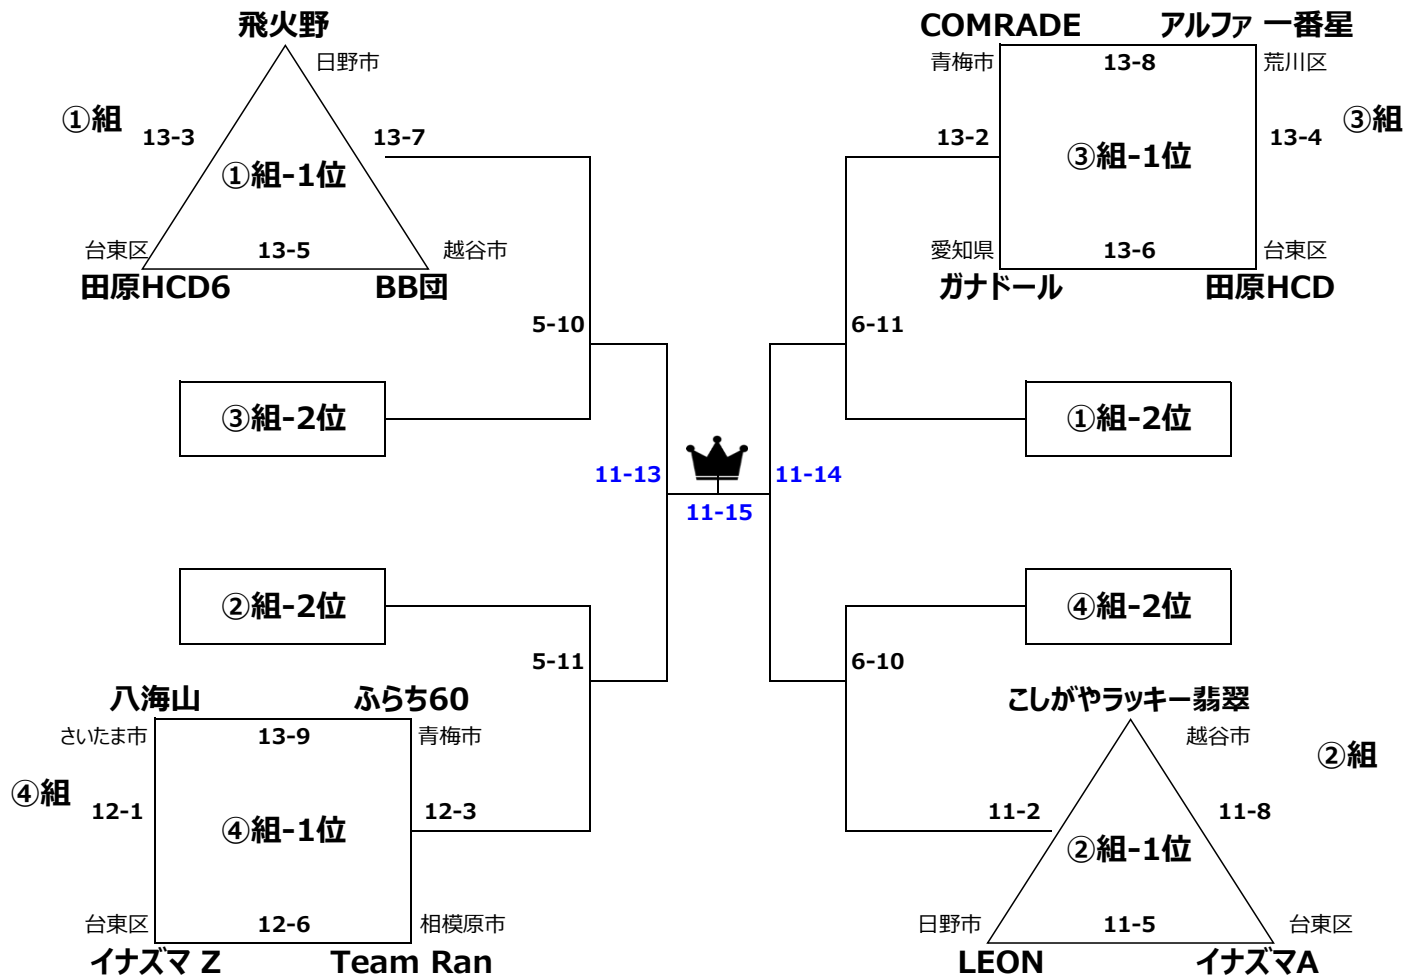 飛火野
日野市
①組
13-3
13-7
①組-1位
台東区
13-5
越谷市
田原HCD6
BB団
COMRADE
アルファ 一番星
青梅市
13-8
荒川区
③組
13-2
③組-1位
13-4
愛知県
13-6
台東区
ガナドール
田原HCD
5-10
6-11
③組-2位
①組-2位
11-13
11-14
11-15
②組-2位
④組-2位
5-11
6-10
八海山
ふらち60
さいたま市
13-9
青梅市
④組
12-1
④組-1位
12-3
台東区
12-6
相模原市
イナズマ Z
Team Ran
こしがやラッキー翡翠
越谷市
②組
11-2
11-8
②組-1位
日野市
11-5
台東区
LEON
イナズマA